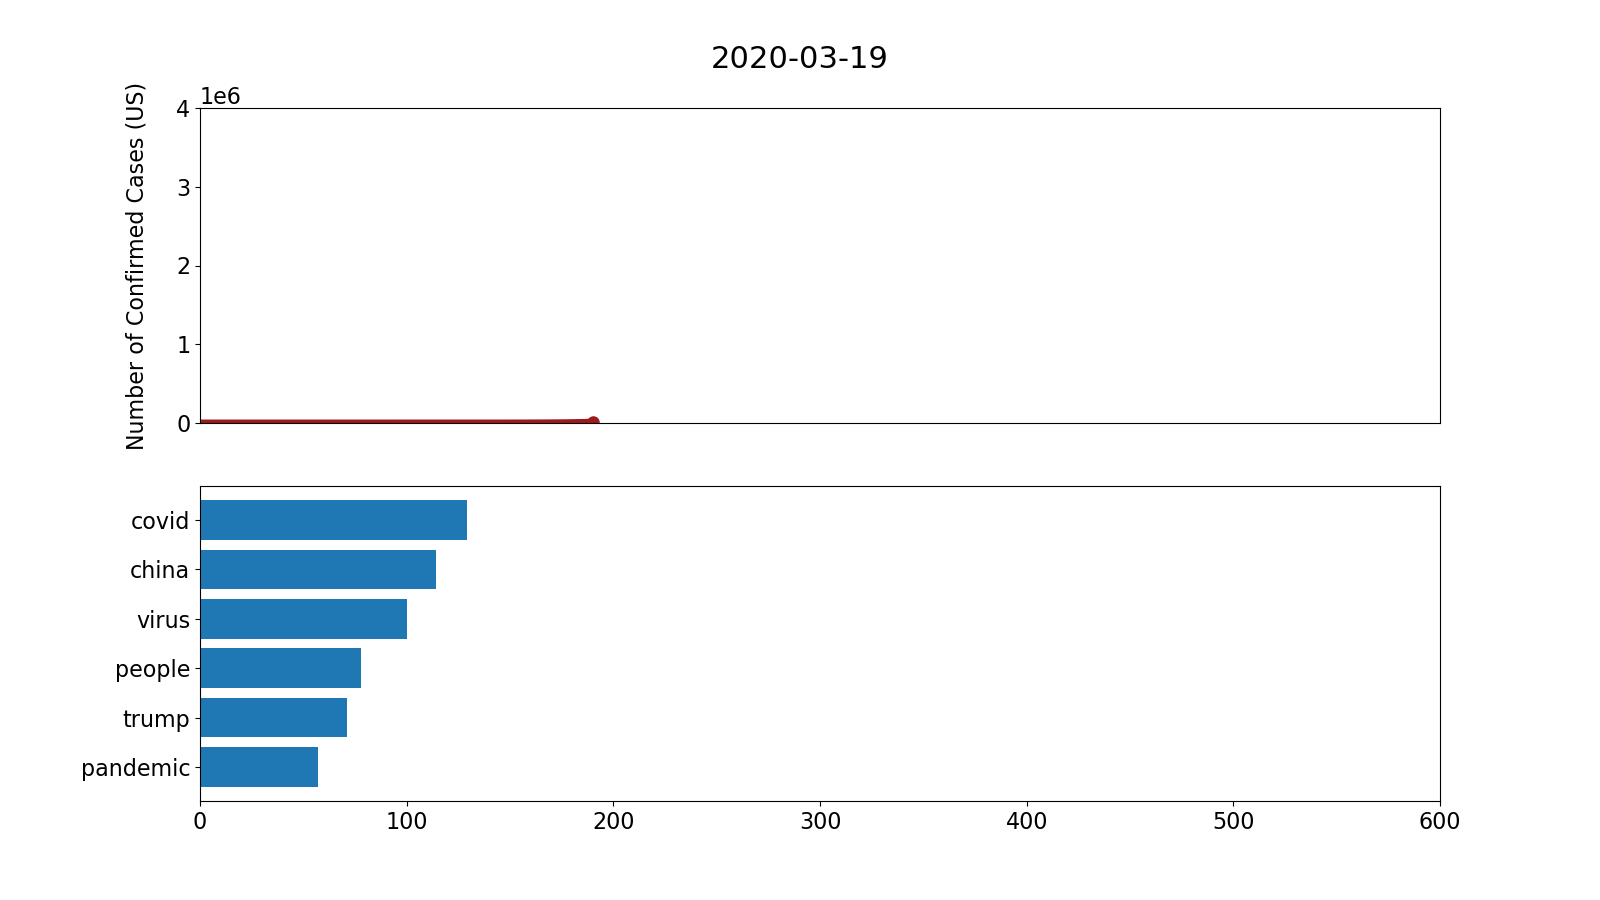 2020-03-19
1e6
Number of Confirmed Cases (US)
4
3
2
1
0
covid
china
virus
people
trump
pandemic
0 100 200 300 400 500 600